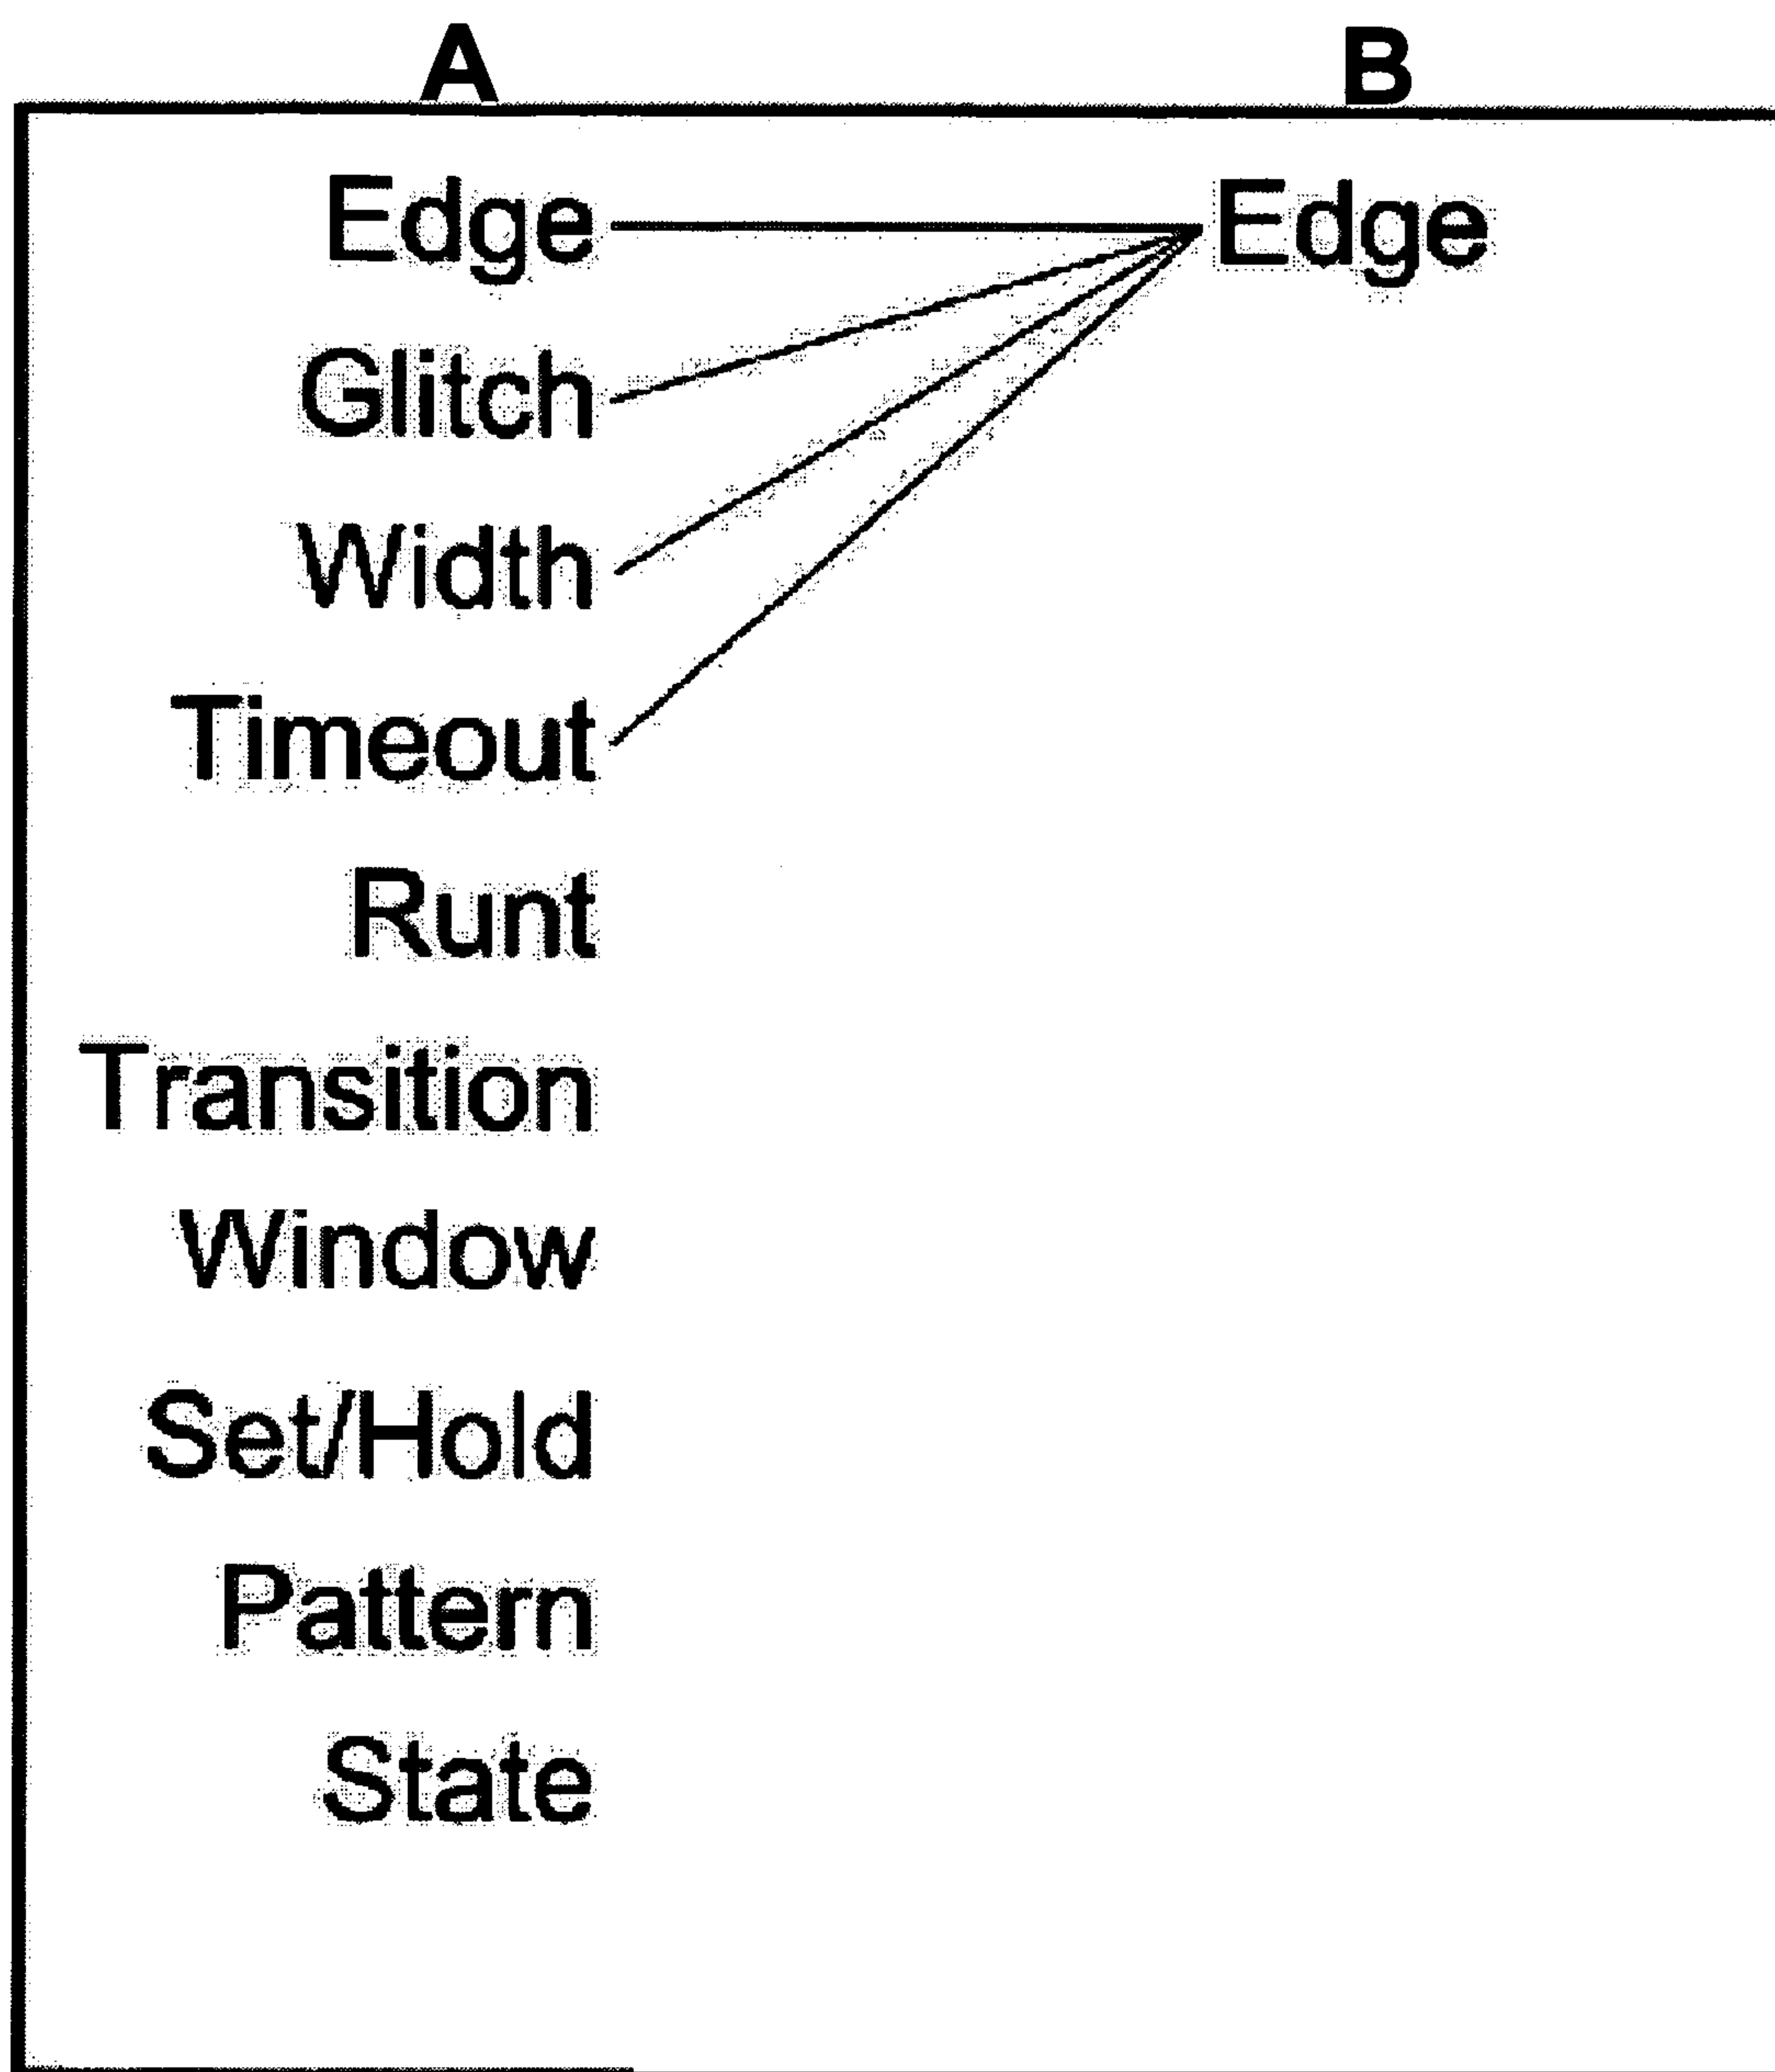 A B
Edge Edge
Glitch
Width
Timeout
Runt
Transition
Window
Set/Hold
Pattern
State